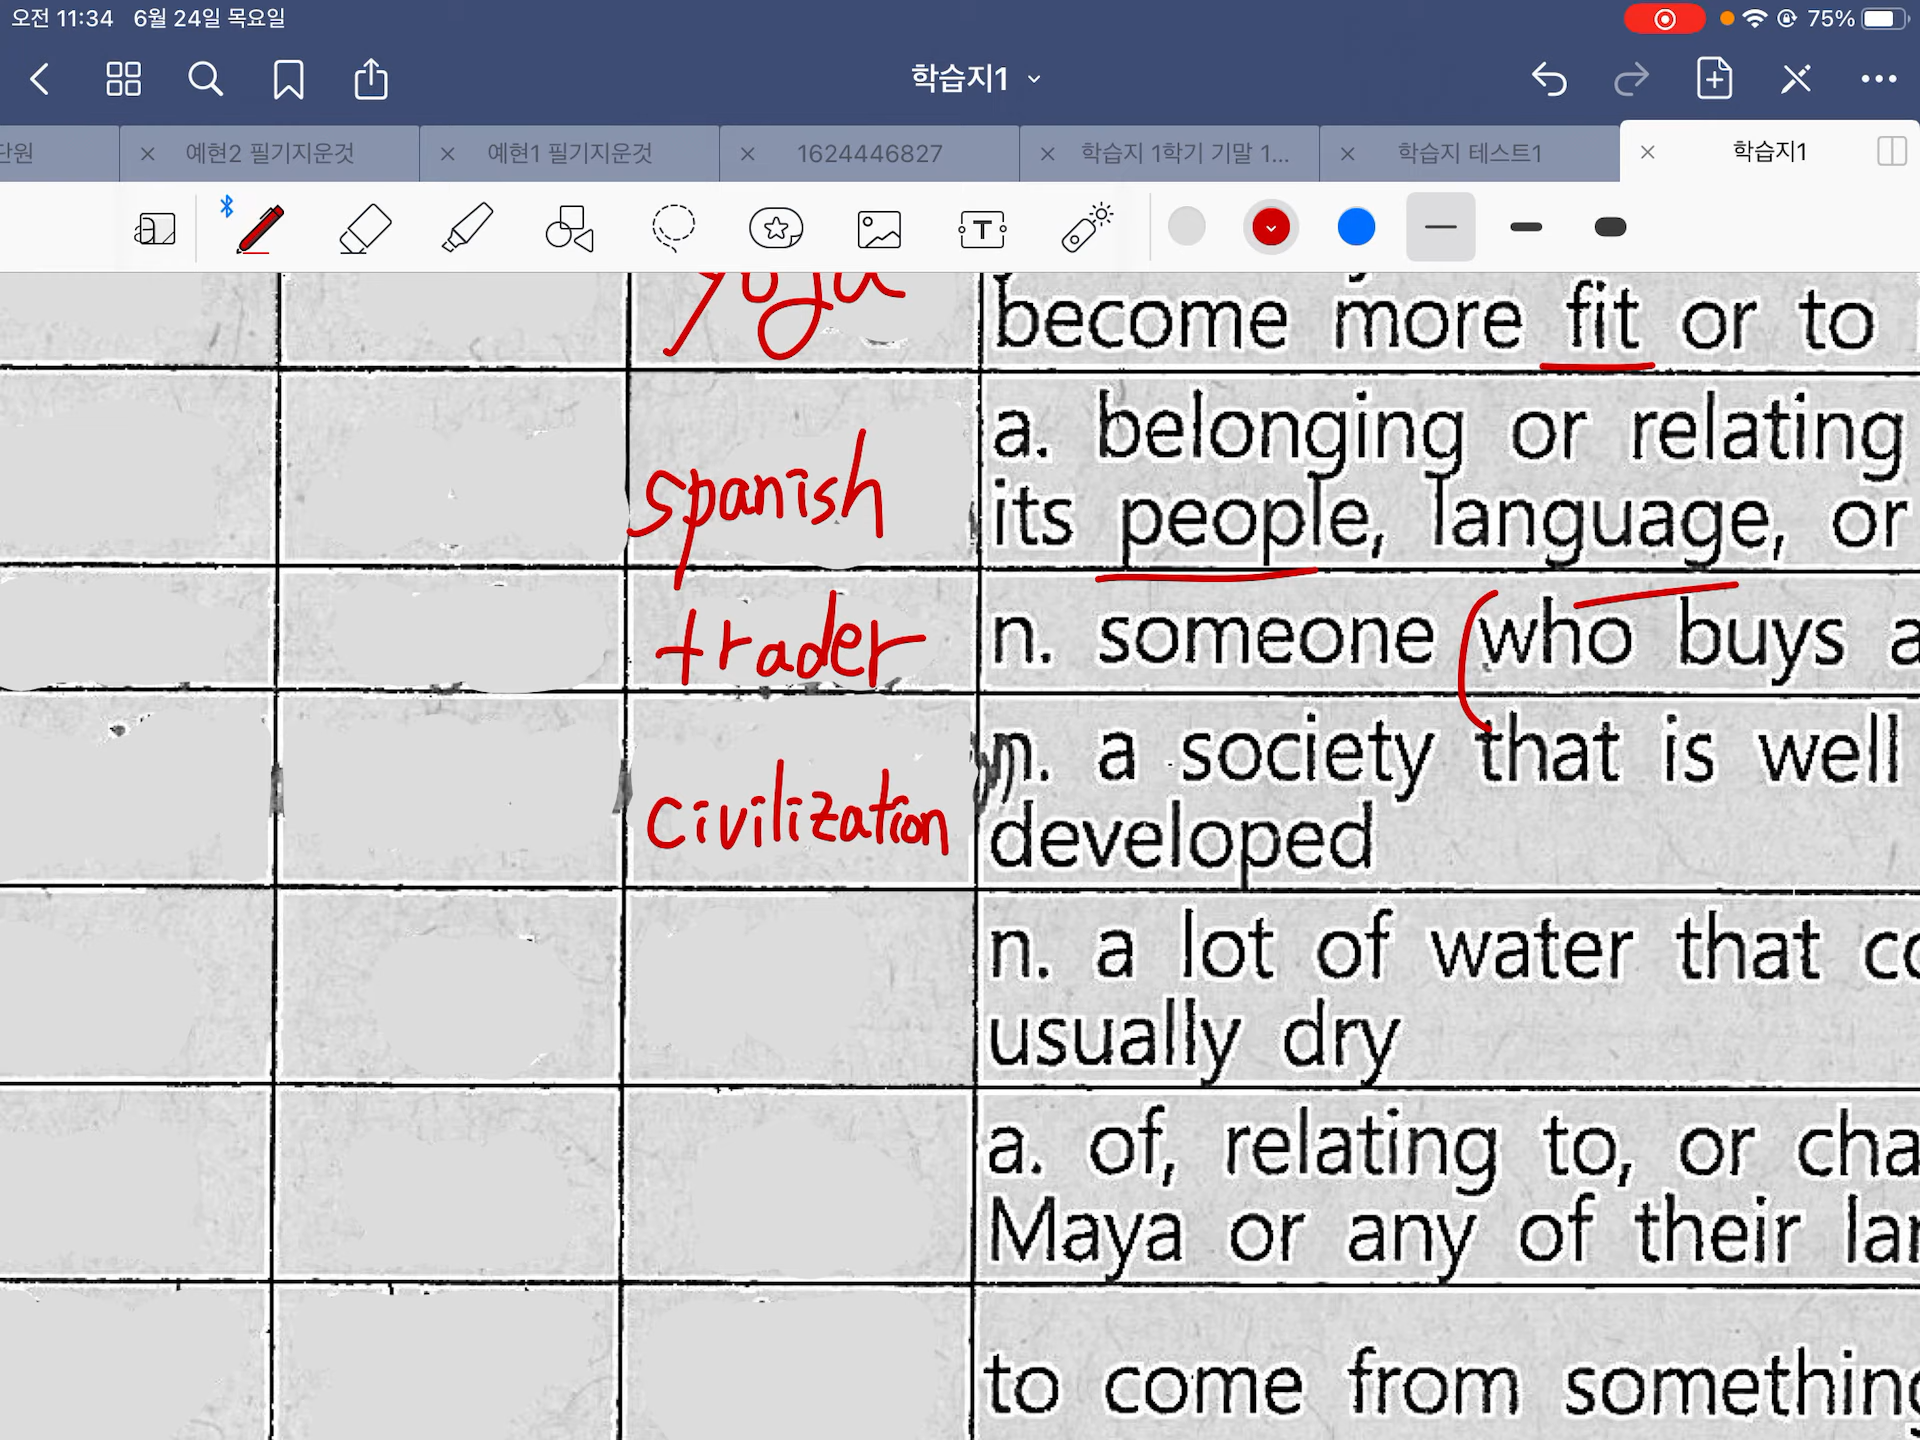 오전 11:34 6월 24일 목요일
75%
학습지1
단원
예현2 필기지운것
예현1 필기지운것
1624446827
학습지 1학기 기말 1...
학습지 테스트1
학습지1
yoga
become more fit or to
spanish
a. belonging or relating
its people, language, or
trader
n. someone (who buys a
civilization
n. a society that is well
developed
n. a lot of water that co
usually dry
a. of, relating to, or cha
Maya or any of their lan
to come from something